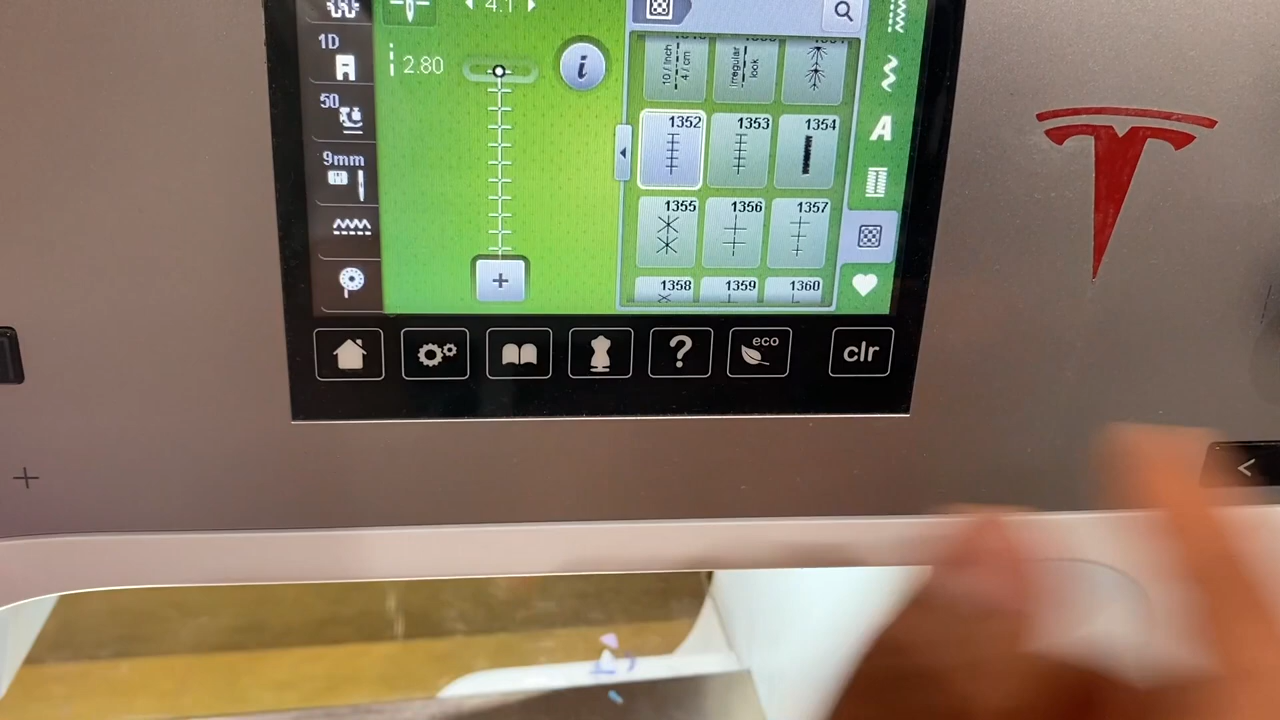 4.1
1D
2.80
10 / inch
4 / cm
Irregular
look
50
1352 1353 1354
A
9mm
1355 1356 1357
1358 1359 1360
?
eco
clr